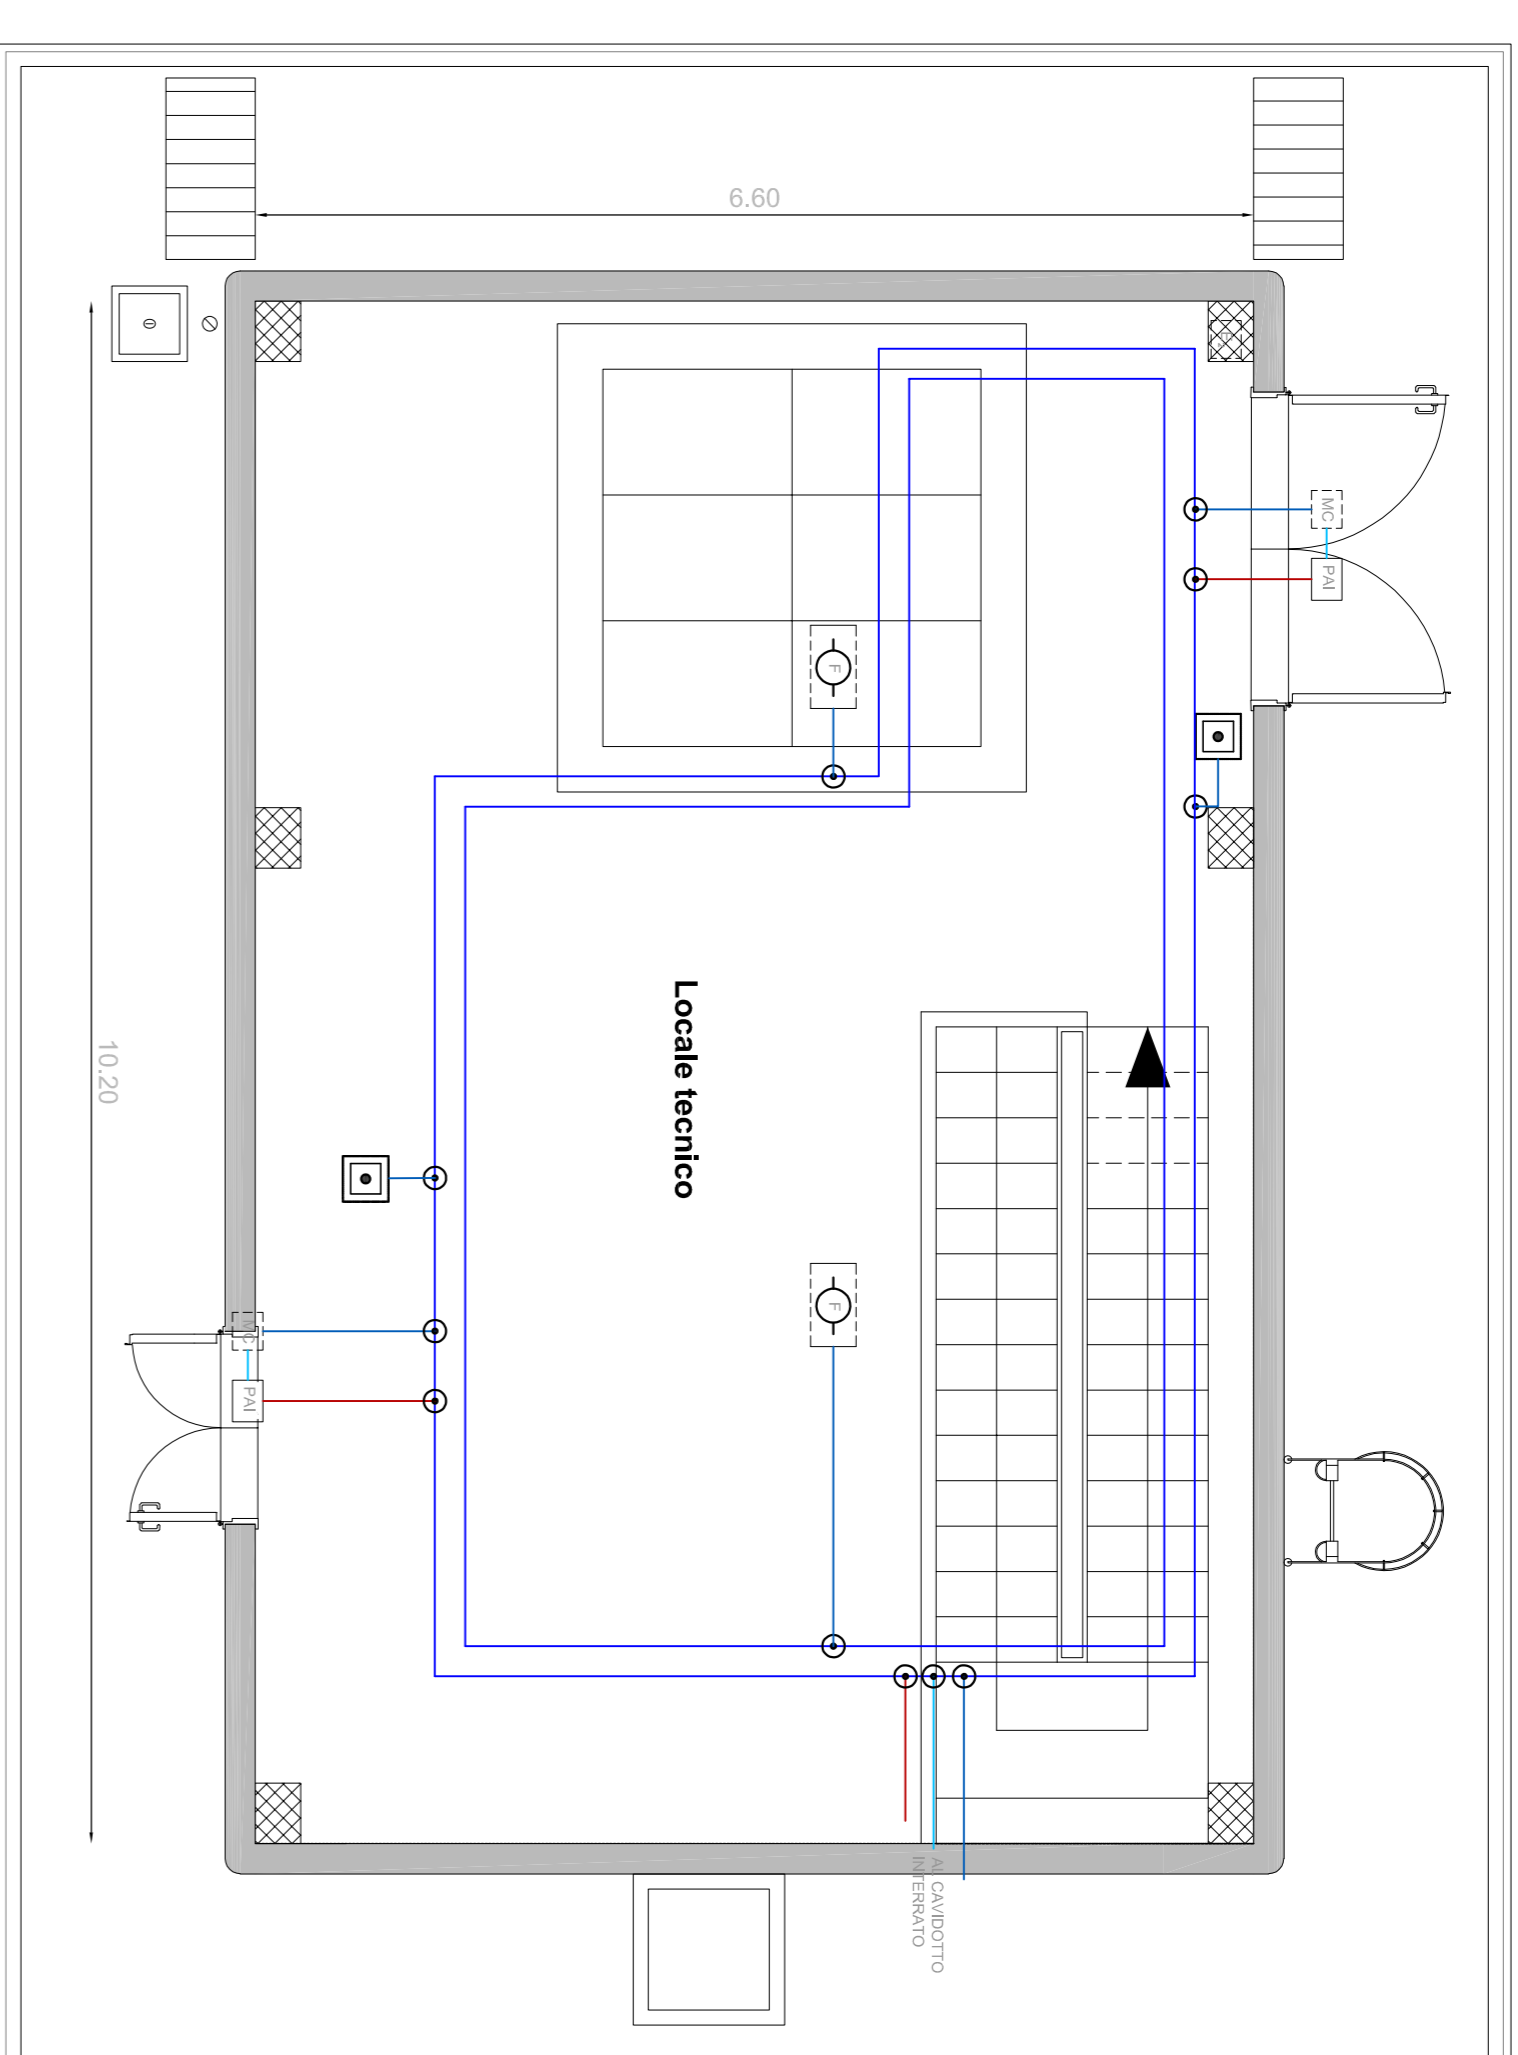 6.60
MC
PAI
F
Locale tecnico
10.20
F
MC
PAI
AL CAVIDOTTO
INTERRATO